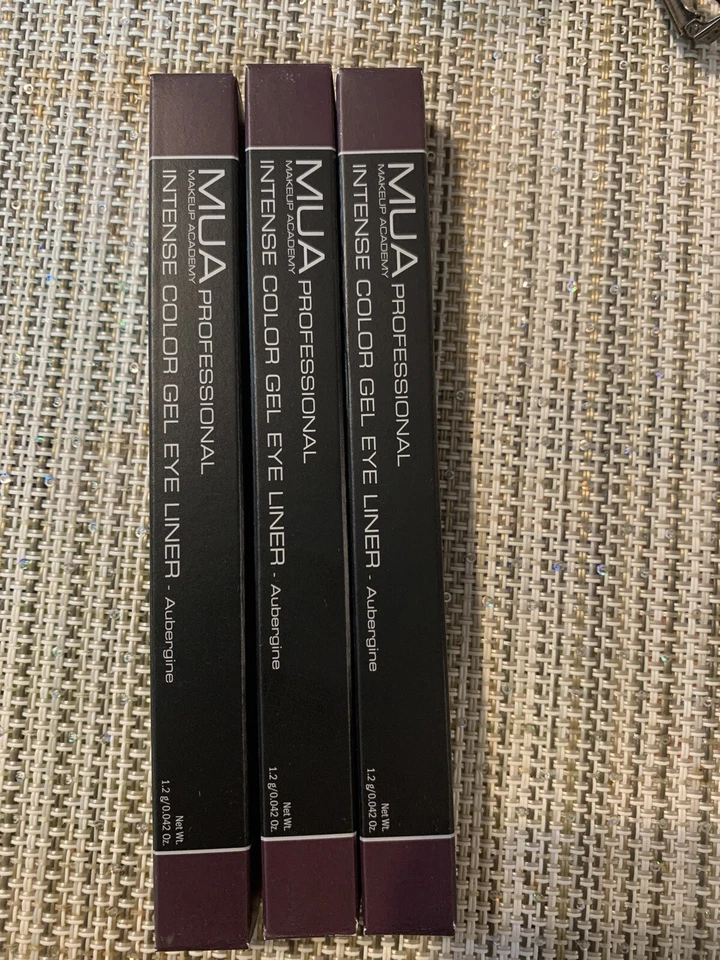 MUA PROFESSIONAL
MAKEUP ACADEMY
INTENSE COLOR GEL EYE LINER - Aubergine
Net Wt.
1.2 g/0.042 Oz.
MUA PROFESSIONAL
MAKEUP ACADEMY
INTENSE COLOR GEL EYE LINER - Aubergine
Net Wt.
1.2 g/0.042 Oz.
MUA PROFESSIONAL
MAKEUP ACADEMY
INTENSE COLOR GEL EYE LINER - Aubergine
Net Wt.
1.2 g/0.042 Oz.